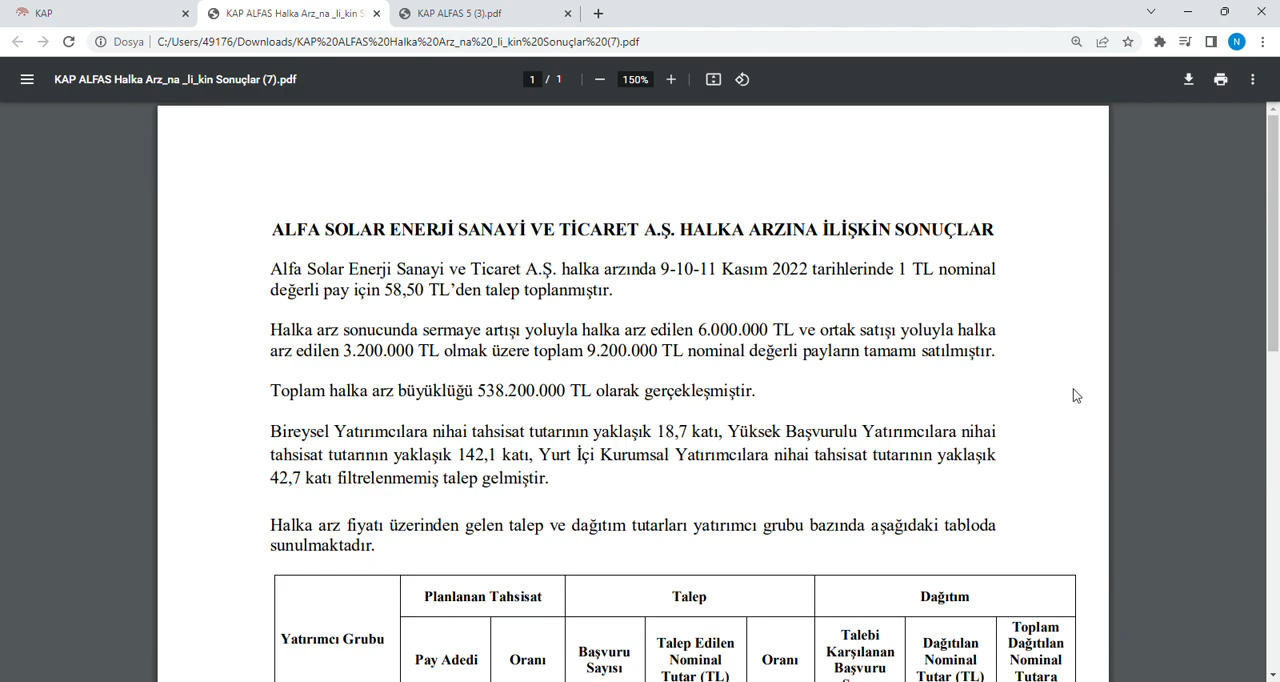 KAP
KAP ALFAS Halka Arz_na _li_kin S
KAP ALFAS 5 (3).pdf
Dosya
C:/Users/49176/Downloads/KAP%20ALFAS%20Halka%20Arz_na%20_li_kin%20Sonuçlar%20(7).pdf
N
KAP ALFAS Halka Arz_na _li_kin Sonuçlar (7).pdf
1 / 1
150%
ALFA SOLAR ENERJİ SANAYİ VE TİCARET A.Ş. HALKA ARZINA İLİŞKİN SONUÇLAR
Alfa Solar Enerji Sanayi ve Ticaret A.Ş. halka arzında 9-10-11 Kasım 2022 tarihlerinde 1 TL nominal
değerli pay için 58,50 TL’den talep toplanmıştır.
Halka arz sonucunda sermaye artışı yoluyla halka arz edilen 6.000.000 TL ve ortak satışı yoluyla halka
arz edilen 3.200.000 TL olmak üzere toplam 9.200.000 TL nominal değerli payların tamamı satılmıştır.
Toplam halka arz büyüklüğü 538.200.000 TL olarak gerçekleşmiştir.
Bireysel Yatırımcılara nihai tahsisat tutarının yaklaşık 18,7 katı, Yüksek Başvurulu Yatırımcılara nihai
tahsisat tutarının yaklaşık 142,1 katı, Yurt İçi Kurumsal Yatırımcılara nihai tahsisat tutarının yaklaşık
42,7 katı filtrelenmemiş talep gelmiştir.
Halka arz fiyatı üzerinden gelen talep ve dağıtım tutarları yatırımcı grubu bazında aşağıdaki tabloda
sunulmaktadır.
Yatırımcı Grubu
Planlanan Tahsisat
Talep
Dağıtım
Pay Adedi
Oranı
Başvuru
Sayısı
Talep Edilen
Nominal
Tutar (TL)
Oranı
Talebi
Karşılanan
Başvuru
Dağıtılan
Nominal
Tutar (TL)
Toplam
Dağıtılan
Nominal
Tutara